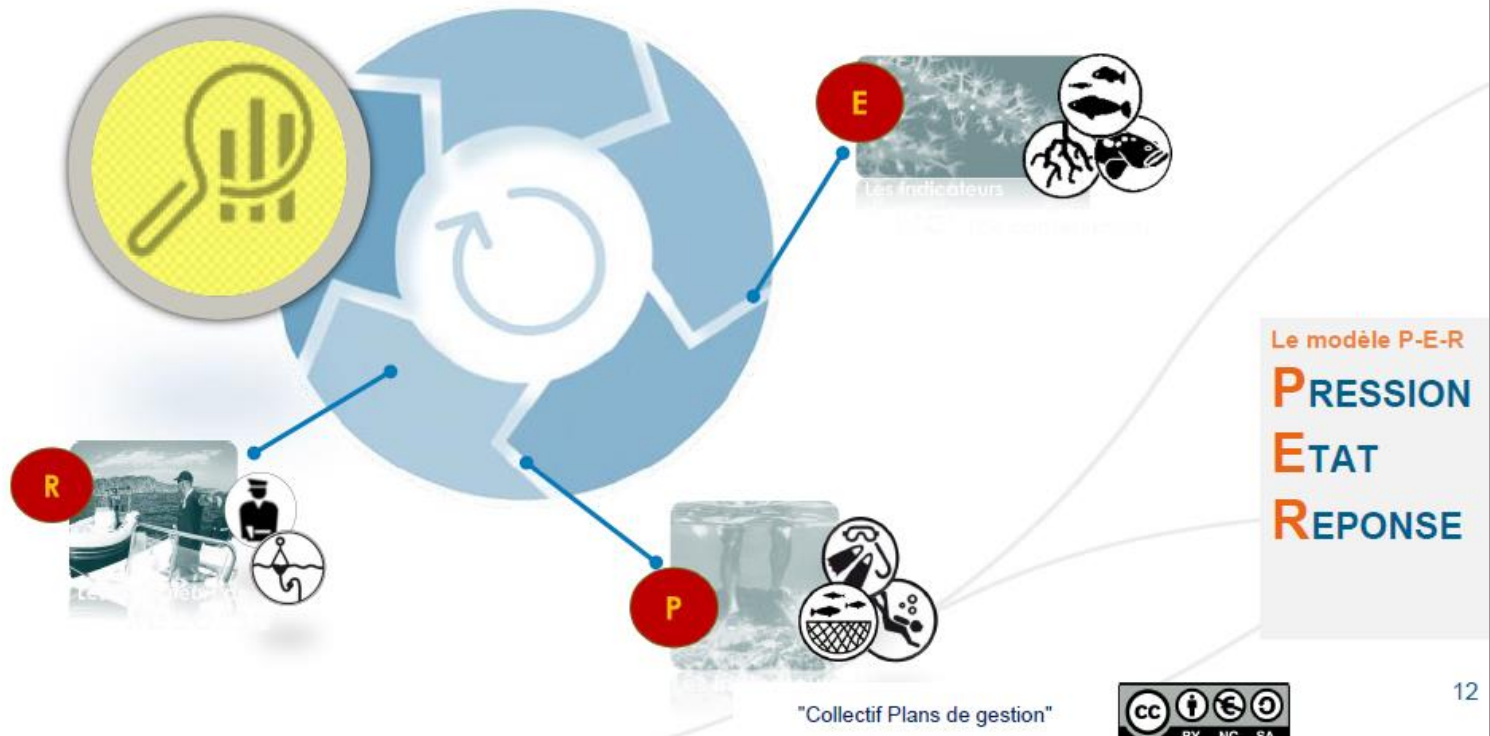 E
Les Indicateurs
Le modèle P-E-R
PRESSION
ETAT
REPONSE
R
P
"Collectif Plans de gestion"
cc
BY NC SA
12